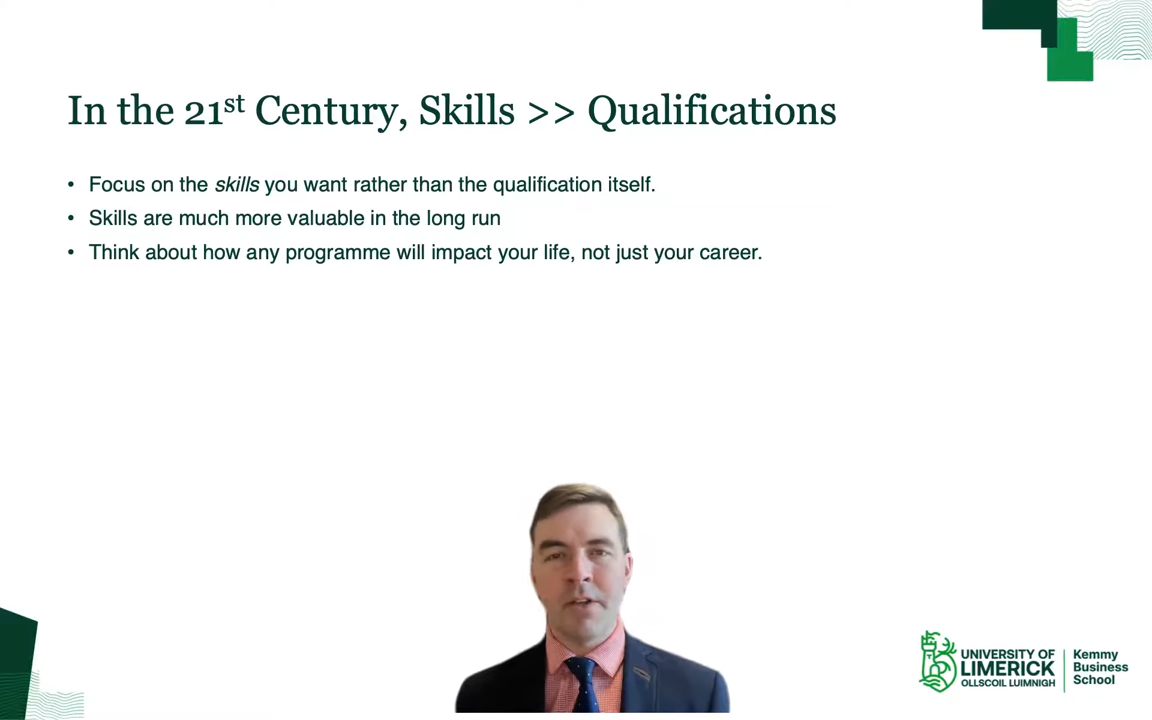 In the 21st Century, Skills >> Qualifications
• Focus on the skills you want rather than the qualification itself.
• Skills are much more valuable in the long run
• Think about how any programme will impact your life, not just your career.
UNIVERSITY OF
LIMERICK
OLLSCOIL LUIMNIGH
Kemmy
Business
School